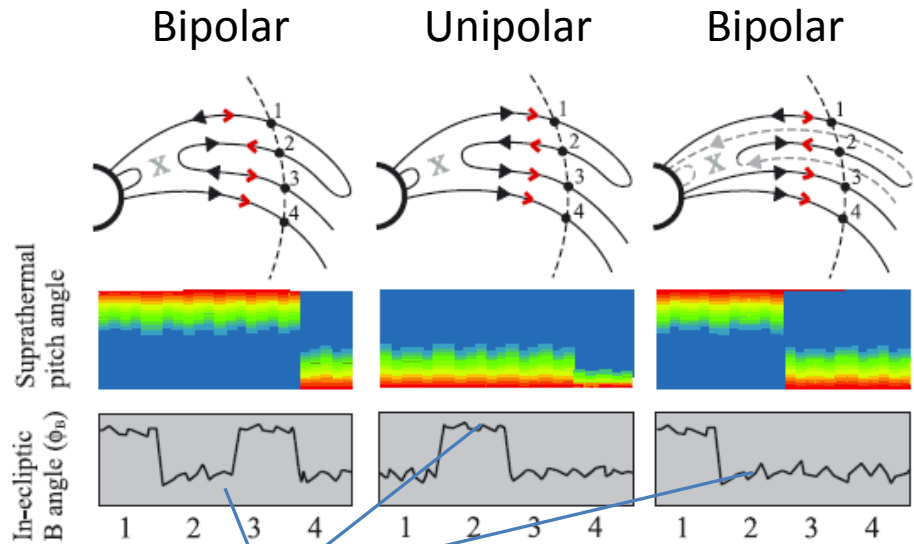 Bipolar Unipolar Bipolar
1 1 1
2 2 2
X X X
3 3 3
4 4 4
Suprathermal
pitch angle
In-ecliptic
B angle (ϕB)
1 2 3 4 1 2 3 4 1 2 3 4